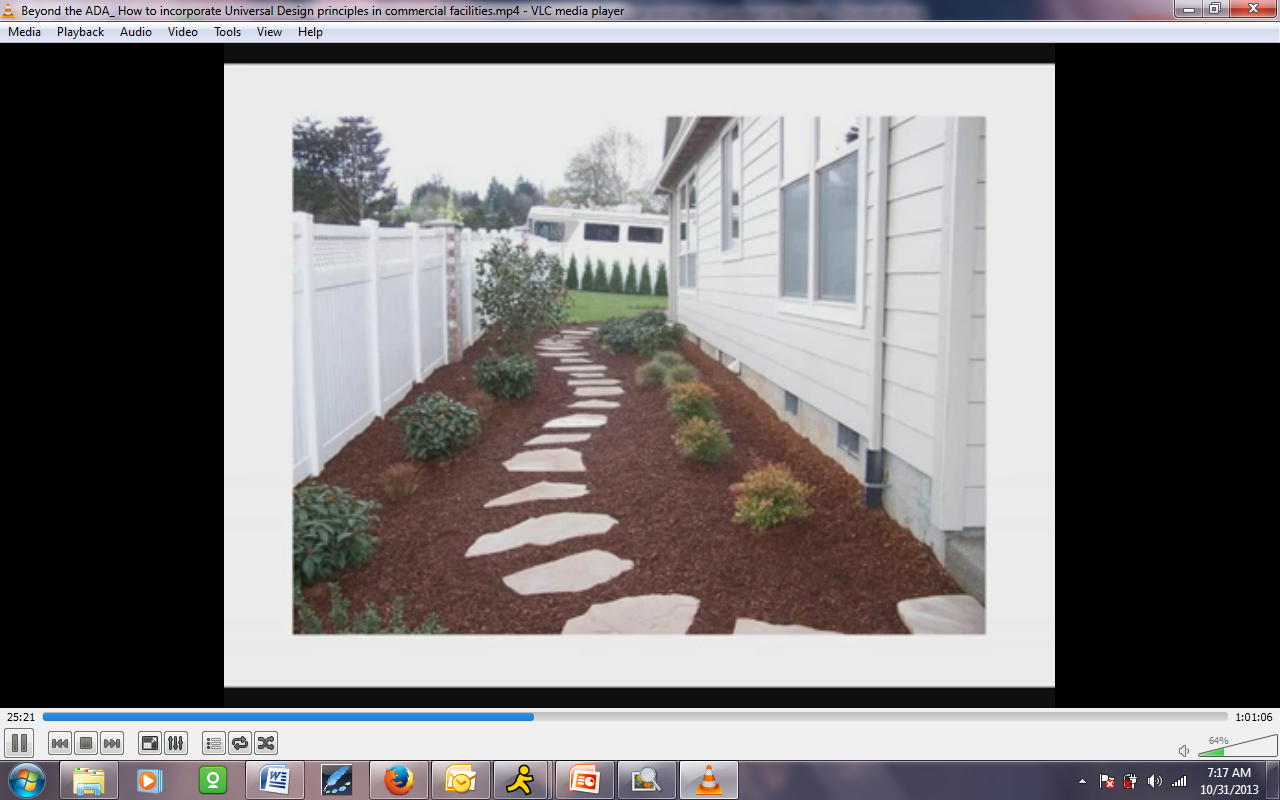 Beyond the ADA_ How to incorporate Universal Design principles in commercial facilities.mp4 - VLC media player
Media Playback Audio Video Tools View Help
25:21 1:01:06
64%
7:17 AM
10/31/2013